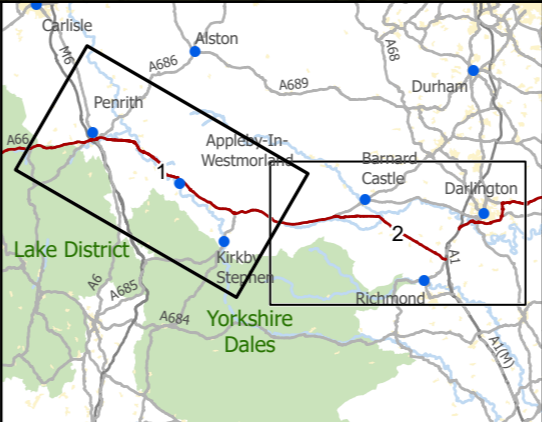 Carlisle
M6
Alston
A686
A68
A689
Durham
Penrith
A66
Appleby-In-
Westmorland
Barnard
Castle
Darlington
1
2
Lake District
Kirkby
Stephen
A1
A6
A685
Richmond
A684
Yorkshire
Dales
A1(M)